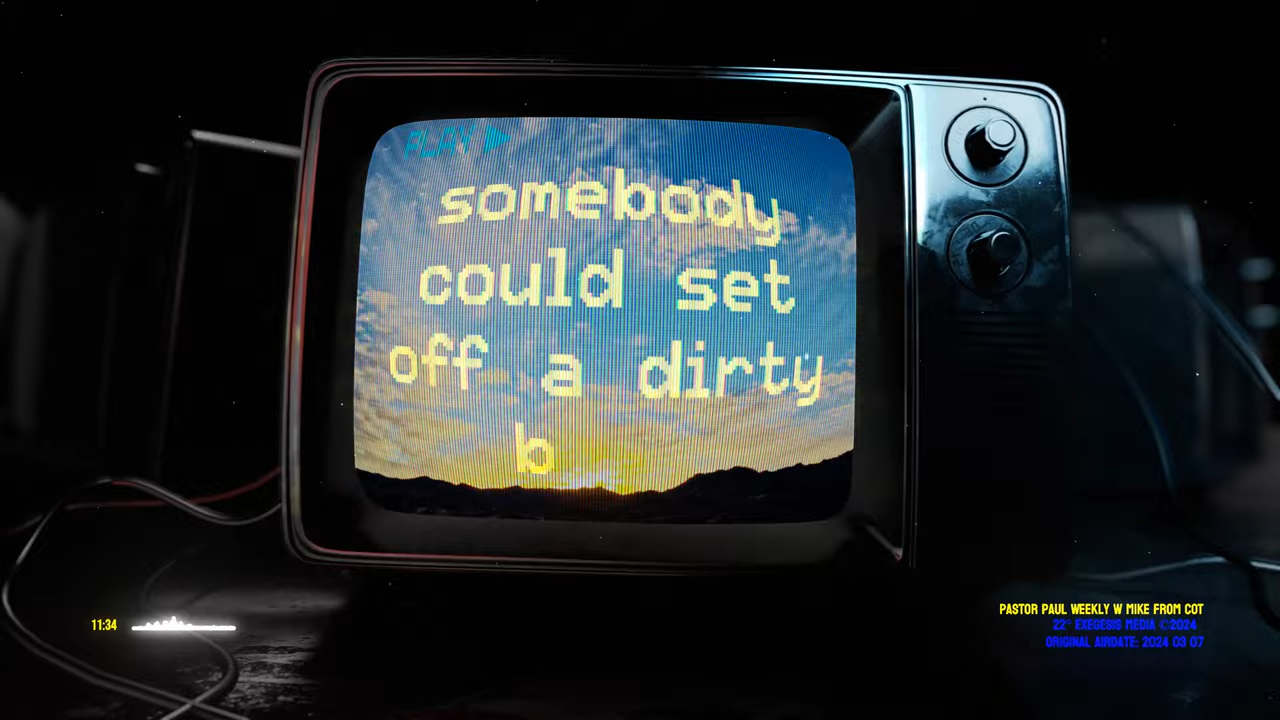 PLAY
somebody
could set
off a dirty
b
11:34
PASTOR PAUL WEEKLY W MIKE FROM COT
22° EXEGESIS MEDIA ©2024
ORIGINAL AIRDATE: 2024 03 07